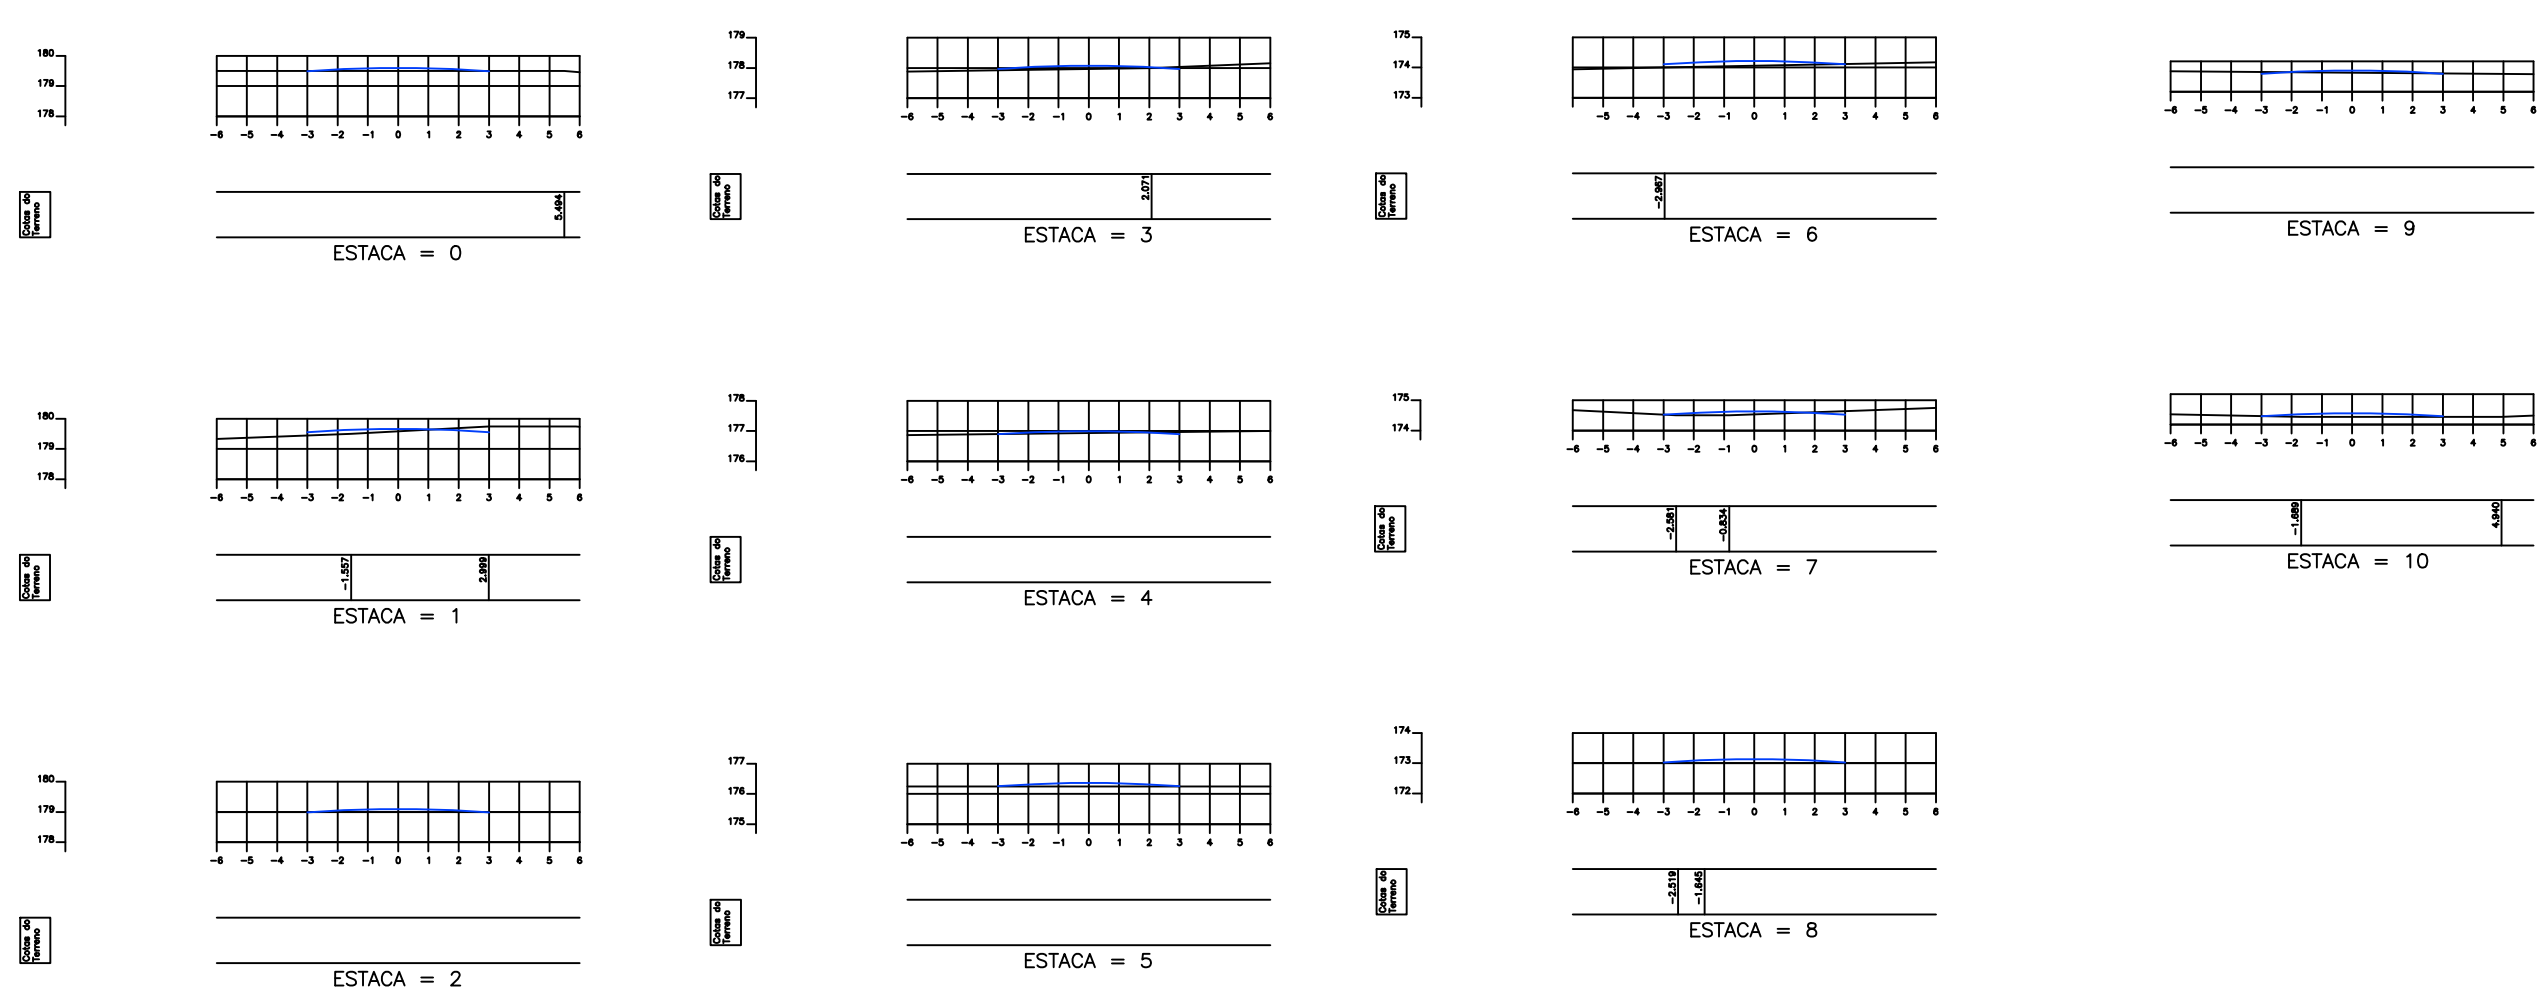 180
179
178
-6 -5 -4 -3 -2 -1 0 1 2 3 4 5 6
Cotas do
Terreno
5.494
ESTACA = 0
179
178
177
-6 -5 -4 -3 -2 -1 0 1 2 3 4 5 6
Cotas do
Terreno
2.071
ESTACA = 3
175
174
173
-5 -4 -3 -2 -1 0 1 2 3 4 5 6
Cotas do
Terreno
-2.967
ESTACA = 6
-6 -5 -4 -3 -2 -1 0 1 2 3 4 5 6
ESTACA = 9
180
179
178
-6 -5 -4 -3 -2 -1 0 1 2 3 4 5 6
Cotas do
Terreno
-1.557
2.999
ESTACA = 1
178
177
176
-6 -5 -4 -3 -2 -1 0 1 2 3 4 5 6
Cotas do
Terreno
ESTACA = 4
175
174
-6 -5 -4 -3 -2 -1 0 1 2 3 4 5 6
Cotas do
Terreno
-2.581
-0.834
ESTACA = 7
-6 -5 -4 -3 -2 -1 0 1 2 3 4 5 6
-1.689
4.940
ESTACA = 10
180
179
178
-6 -5 -4 -3 -2 -1 0 1 2 3 4 5 6
Cotas do
Terreno
ESTACA = 2
177
176
175
-6 -5 -4 -3 -2 -1 0 1 2 3 4 5 6
Cotas do
Terreno
ESTACA = 5
174
173
172
-6 -5 -4 -3 -2 -1 0 1 2 3 4 5 6
Cotas do
Terreno
-2.519
-1.645
ESTACA = 8